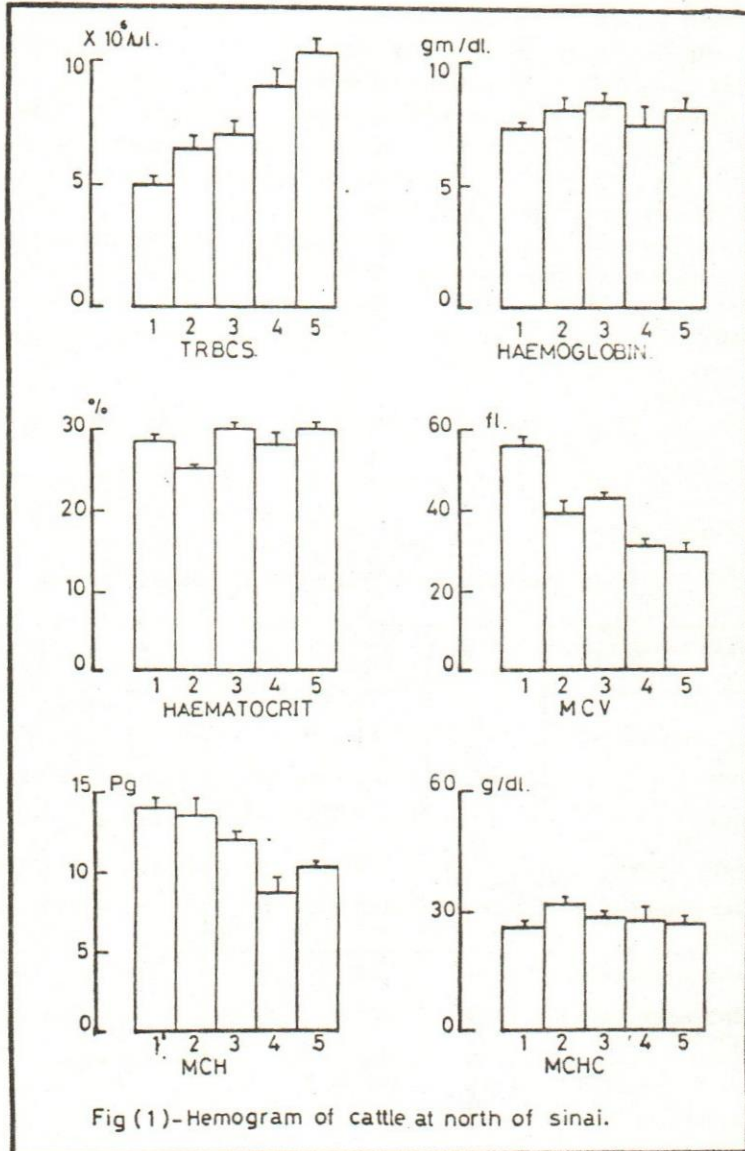 X 10⁶/ul.
10
5
0
1 2 3 4 5
TRBCS.
gm/dl.
10
5
0
1 2 3 4 5
HAEMOGLOBIN.
%
30
20
10
0
1 2 3 4 5
HAEMATOCRIT
fl.
60
40
20
0
1 2 3 4 5
MCV
15 Pg
10
5
0
1 2 3 4 5
MCH
60 g/dl.
30
0
1 2 3 4 5
MCHC
Fig (1)-Hemogram of cattle at north of sinai.